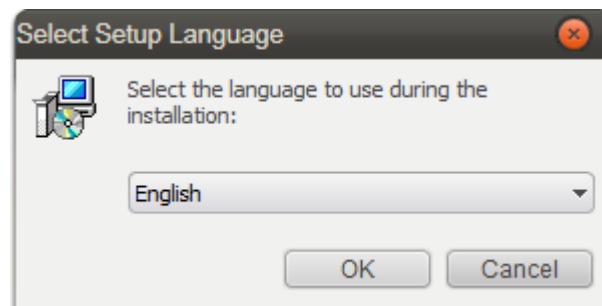 Select Setup Language
Select the language to use during the
installation:
English
OK
Cancel